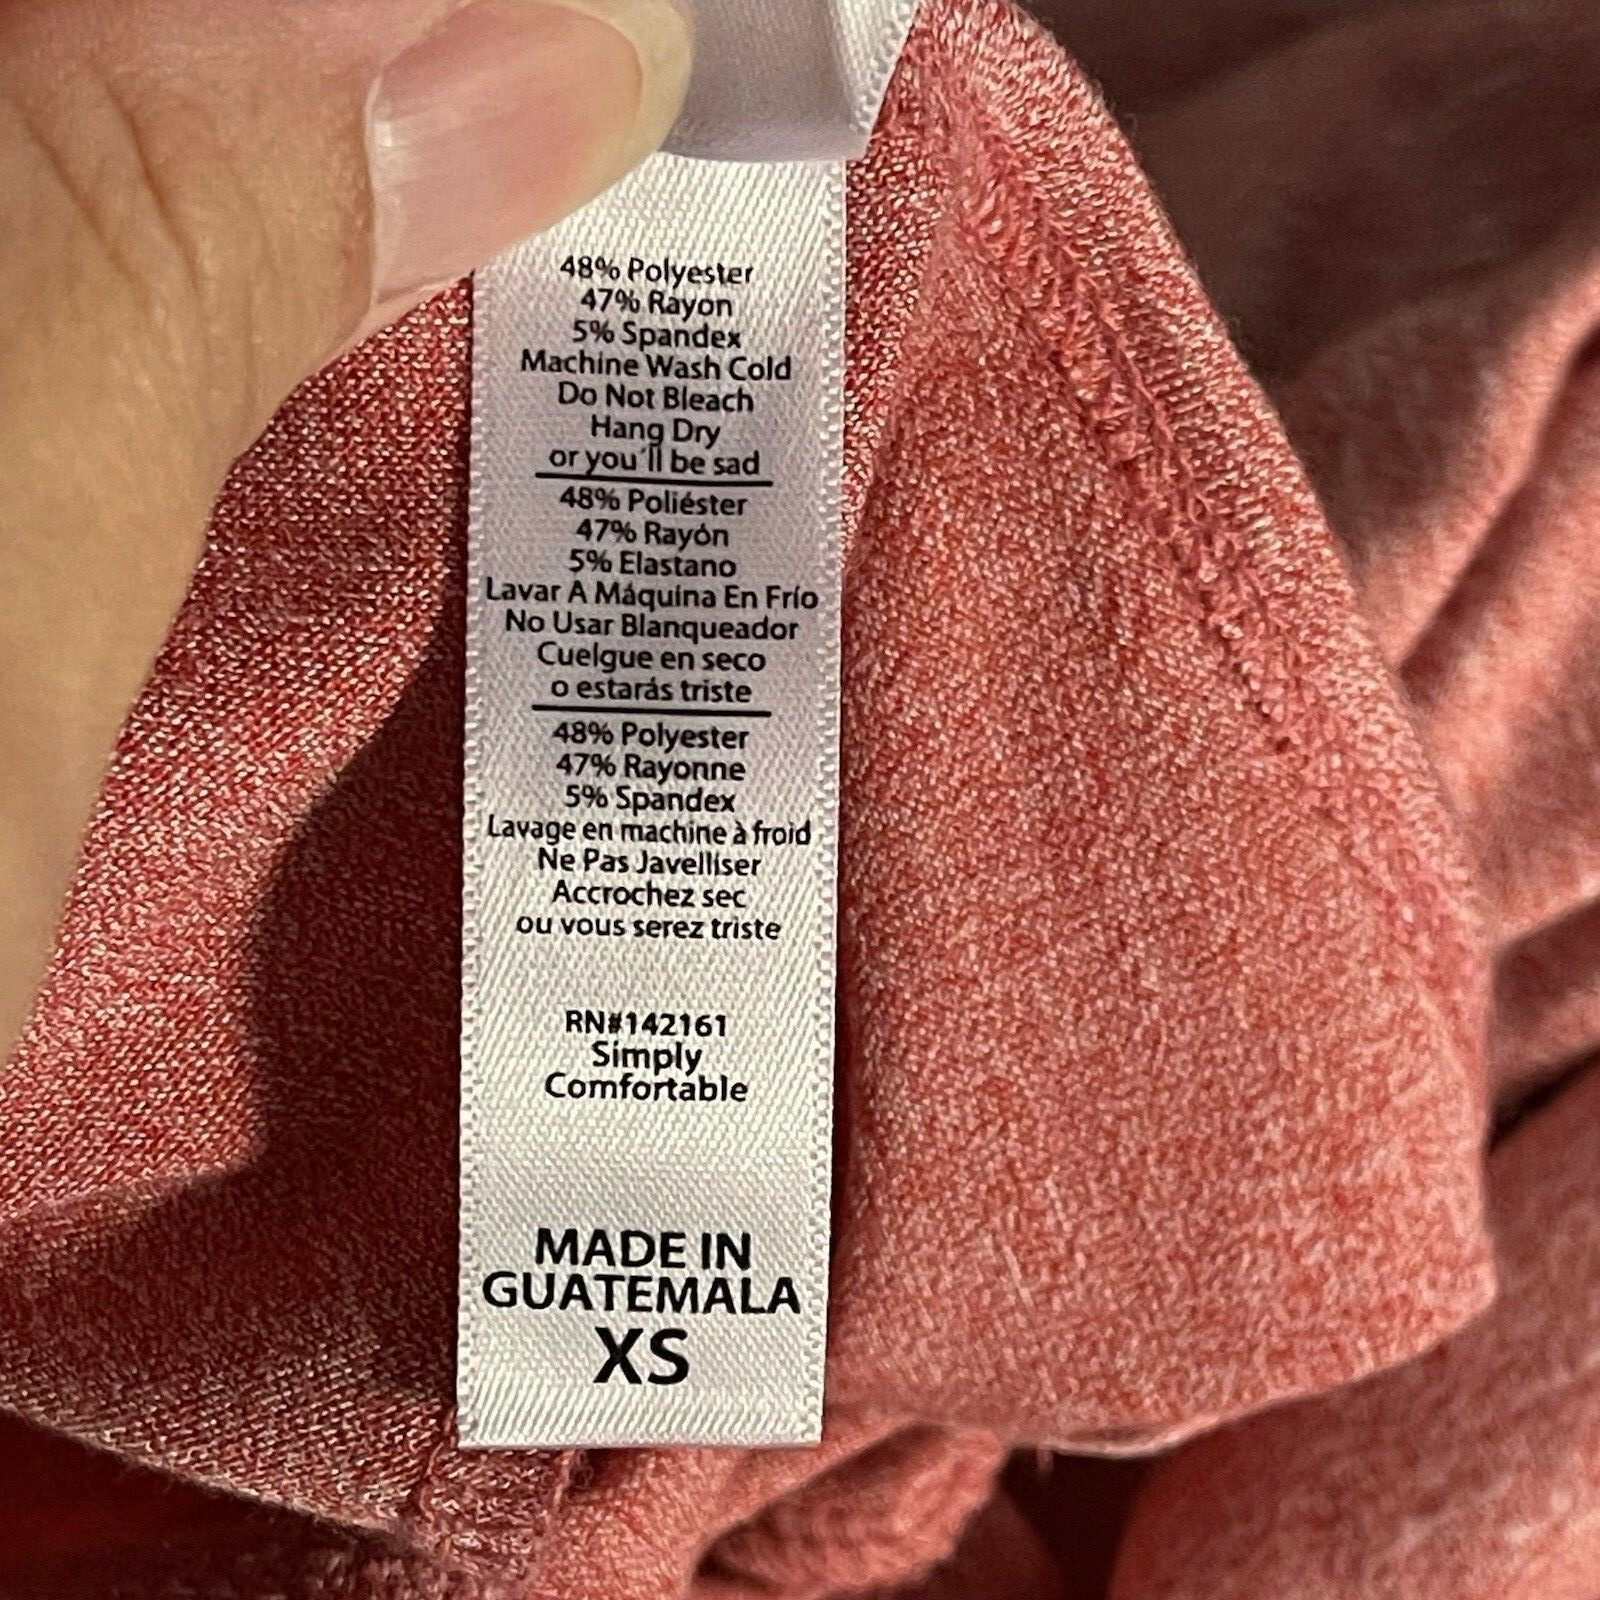 48% Polyester
47% Rayon
5% Spandex
Machine Wash Cold
Do Not Bleach
Hang Dry
or you'll be sad
48% Poliéster
47% Rayón
5% Elastano
Lavar A Máquina En Frío
No Usar Blanqueador
Cuelgue en seco
o estarás triste
48% Polyester
47% Rayonne
5% Spandex
Lavage en machine à froid
Ne Pas Javelliser
Accrochez sec
ou vous serez triste
RN#142161
Simply
Comfortable
MADE IN
GUATEMALA
XS